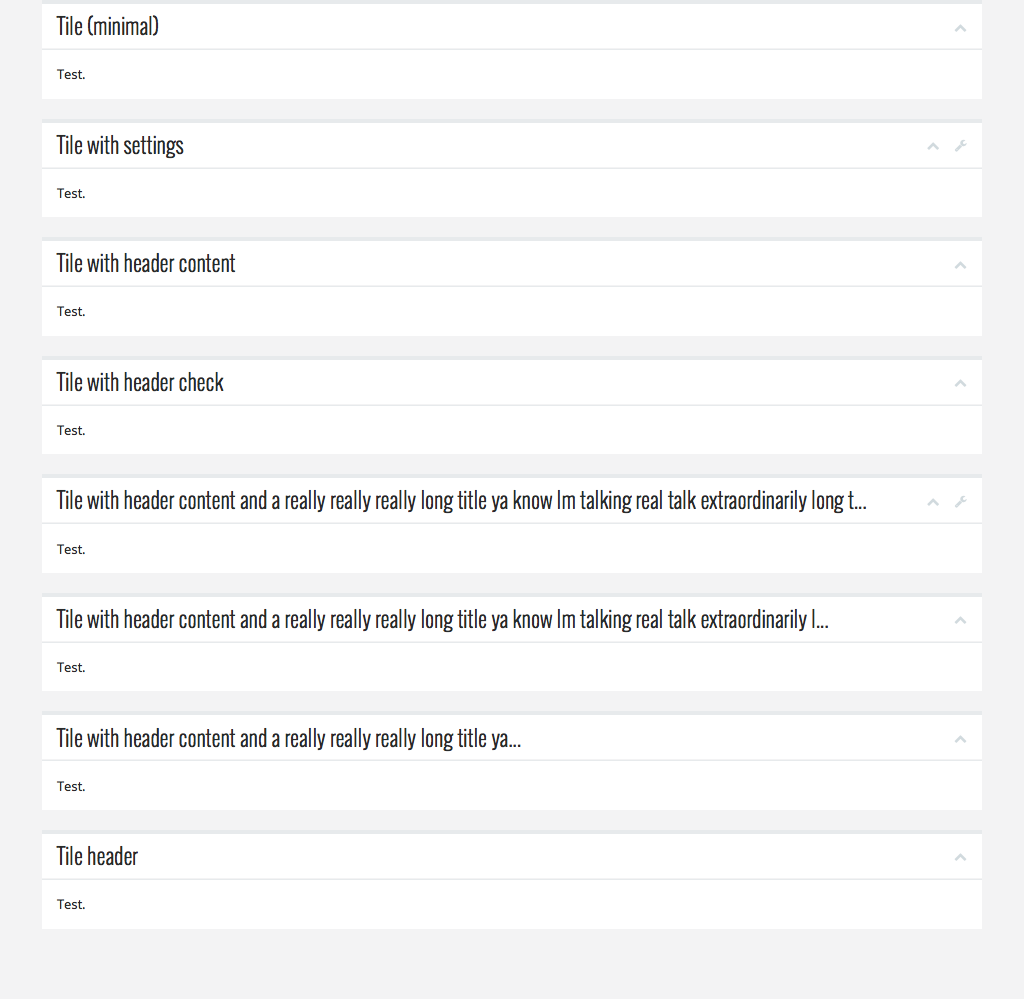 Tile (minimal)
Test.
Tile with settings
Test.
Tile with header content
Test.
Tile with header check
Test.
Tile with header content and a really really really long title ya know Im talking real talk extraordinarily long t...
Test.
Tile with header content and a really really really long title ya know Im talking real talk extraordinarily l...
Test.
Tile with header content and a really really really long title ya...
Test.
Tile header
Test.